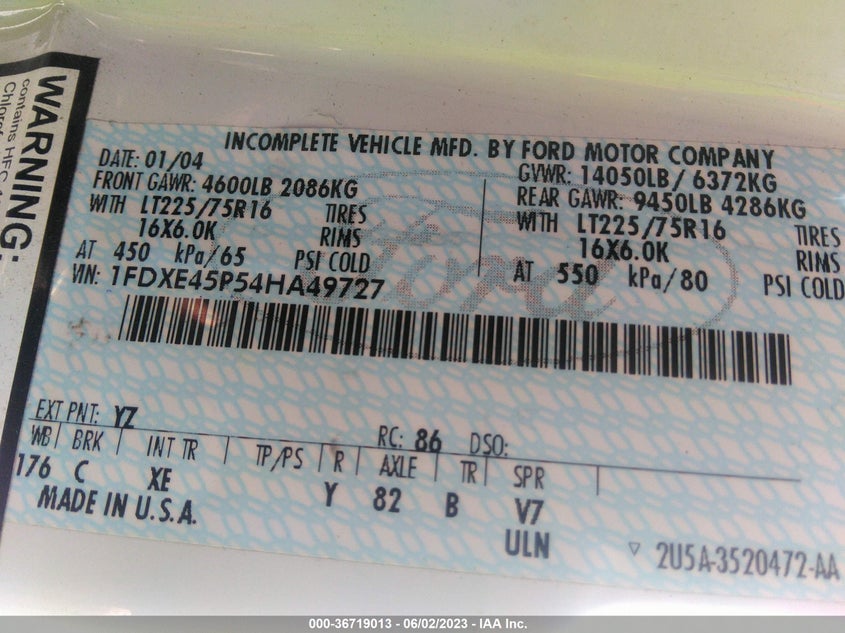 WARNING:
contains HFC
INCOMPLETE VEHICLE MFD. BY FORD MOTOR COMPANY
DATE: 01/04
GVWR: 14050LB/ 6372KG
FRONT GAWR: 4600LB 2086KG
REAR GAWR: 9450LB 4286KG
WITH LT225/75R16 TIRES
WITH LT225/75R16 TIRES
16X6.0K RIMS
16X6.0K RIMS
AT 450 kPa/65 PSI COLD
AT 550 kPa/80 PSI COLD
VIN: 1FDXE45P54HA49727
Ford
EXT PNT: YZ
RC: 86 DSO:
WB BRK INT TR TP/PS R AXLE TR SPR
176 C XE Y 82 B V7
MADE IN U.S.A.
ULN
2U5A-3520472-AA
000-36719013 - 06/02/2023 - IAA Inc.